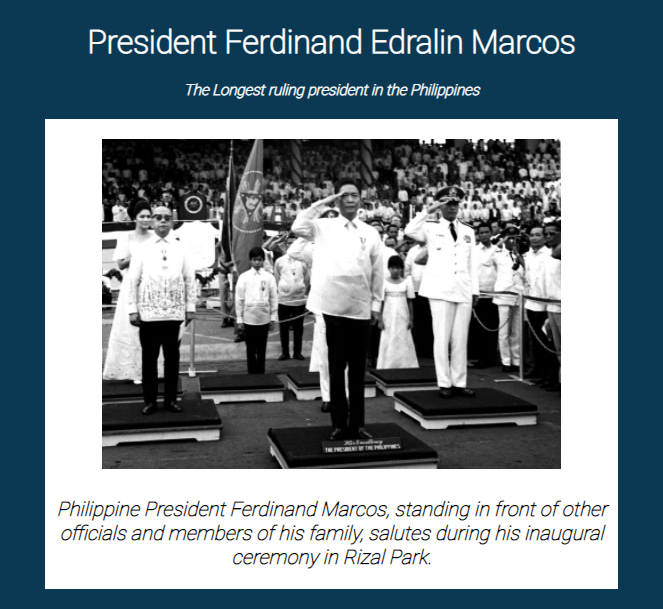 President Ferdinand Edralin Marcos
The Longest ruling president in the Philippines
His Excellency
THE PRESIDENT OF THE PHILIPPINES
Philippine President Ferdinand Marcos, standing in front of other
officials and members of his family, salutes during his inaugural
ceremony in Rizal Park.